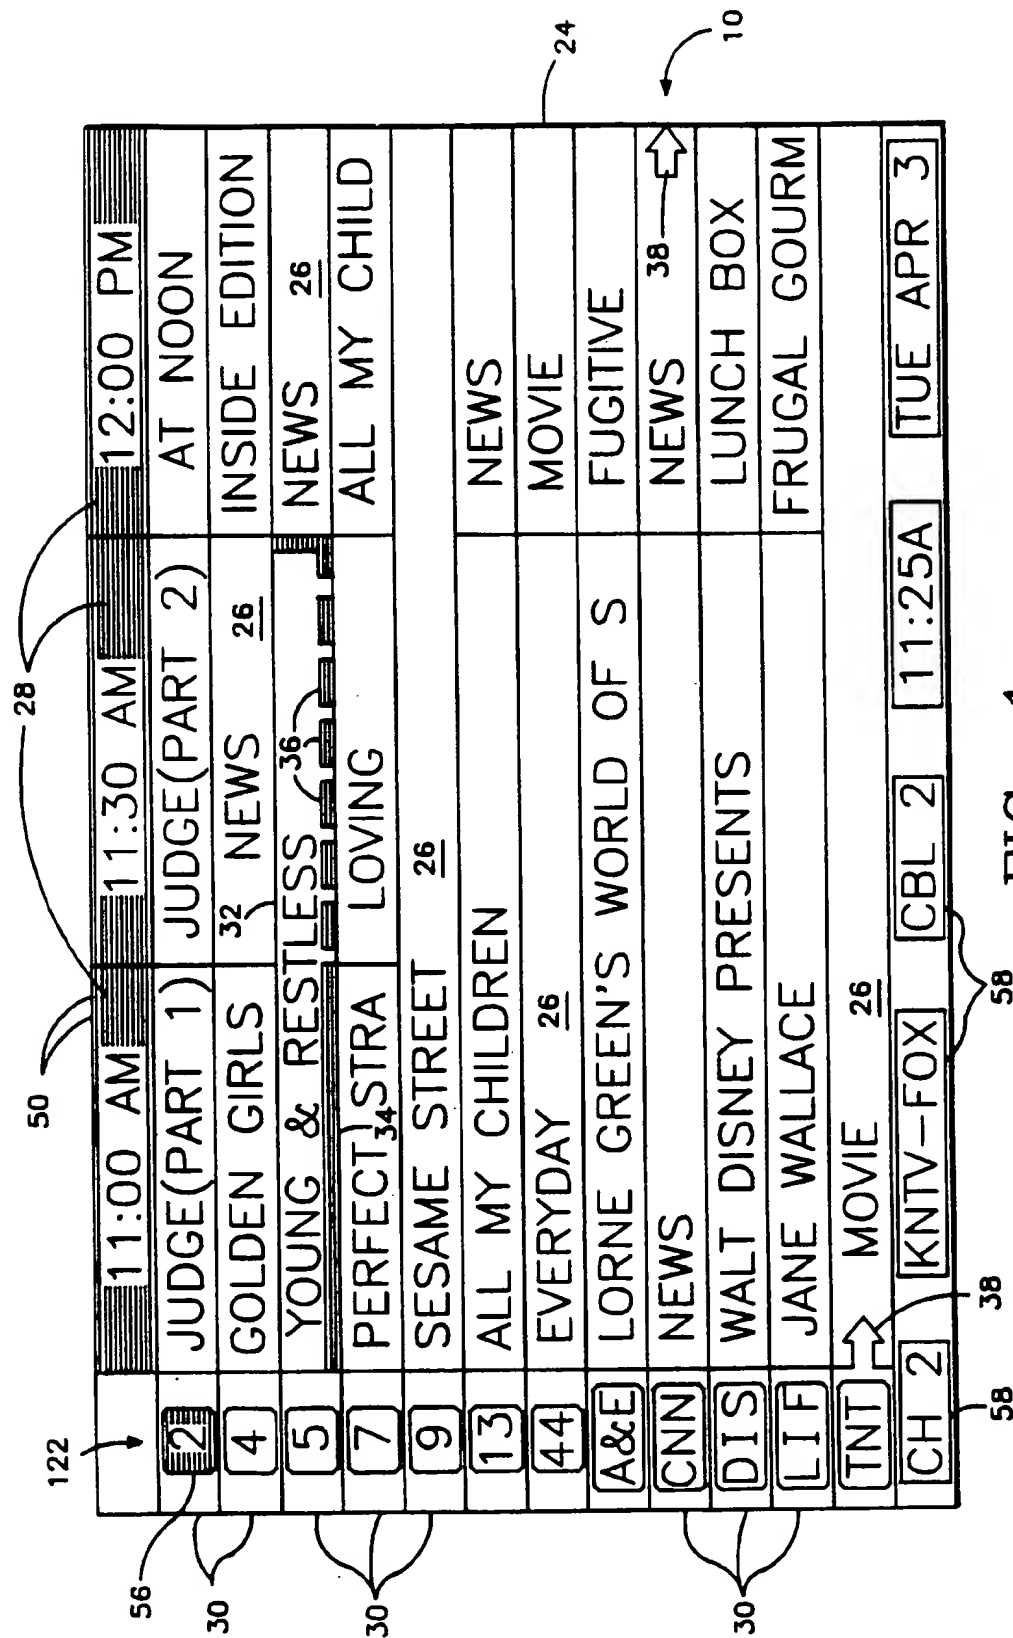 50
28
122
11:00 AM 11:30 AM 12:00 PM
56
2 JUDGE(PART 1) JUDGE(PART 2) AT NOON
30
4 GOLDEN GIRLS 32 NEWS 26 INSIDE EDITION
5 YOUNG & RESTLESS 36 NEWS 26
30
7 PERFECT STRA 34 LOVING ALL MY CHILD
9 SESAME STREET 26
13 ALL MY CHILDREN NEWS
44 EVERYDAY 26 MOVIE
24
A&E LORNE GREEN'S WORLD OF S FUGITIVE
CNN NEWS NEWS 38
10
30
DIS WALT DISNEY PRESENTS LUNCH BOX
LIF JANE WALLACE FRUGAL GOURM
TNT MOVIE 26
CH 2 KNTV-FOX CBL 2 11:25A TUE APR 3
58
38
58